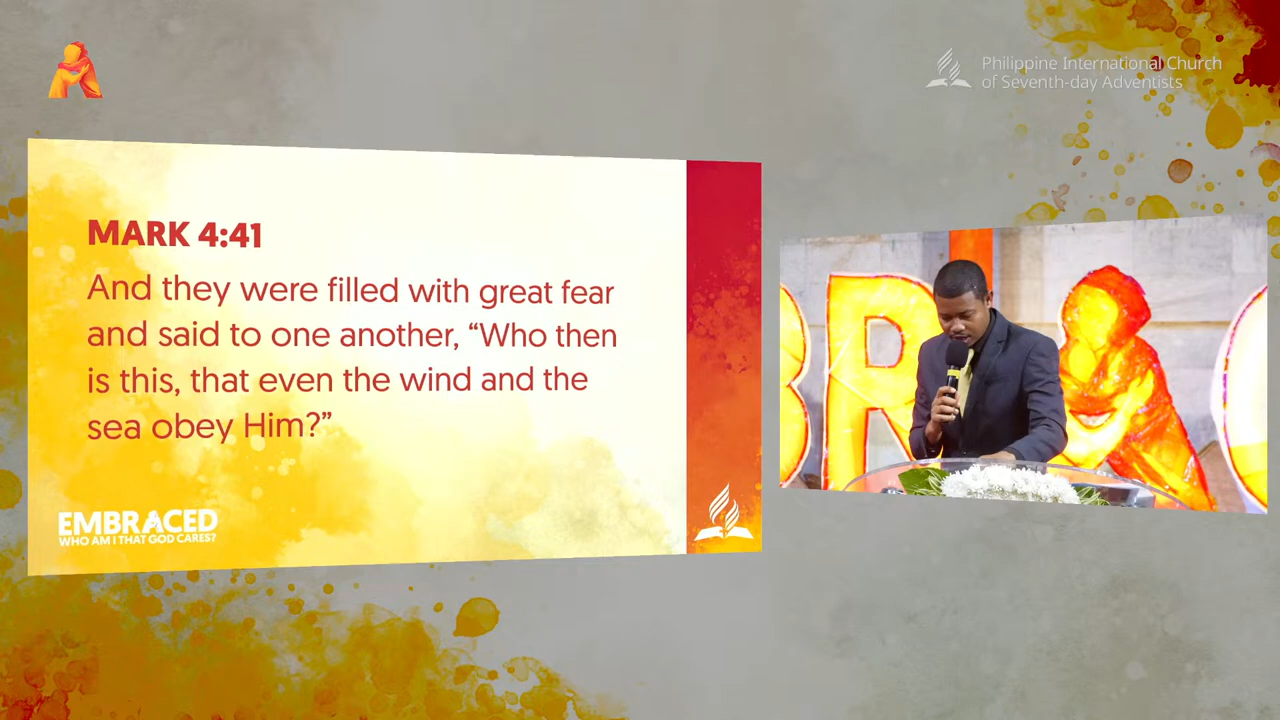 Philippine International Church
of Seventh-day Adventists
MARK 4:41
And they were filled with great fear
and said to one another, “Who then
is this, that even the wind and the
sea obey Him?”
EMBRACED
WHO AM I THAT GOD CARES?
BR